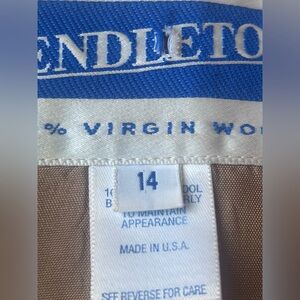 ENDLETO
% VIRGIN WO
14
TO MAINTAIN
APPEARANCE
MADE IN U.S.A.
SEE REVERSE FOR CARE